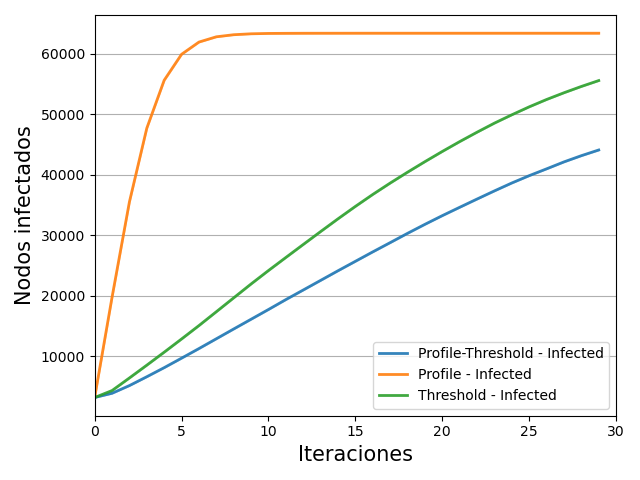 60000
50000
40000
30000
20000
10000
Nodos infectados
0 5 10 15 20 25 30
Iteraciones
Profile-Threshold - Infected
Profile - Infected
Threshold - Infected